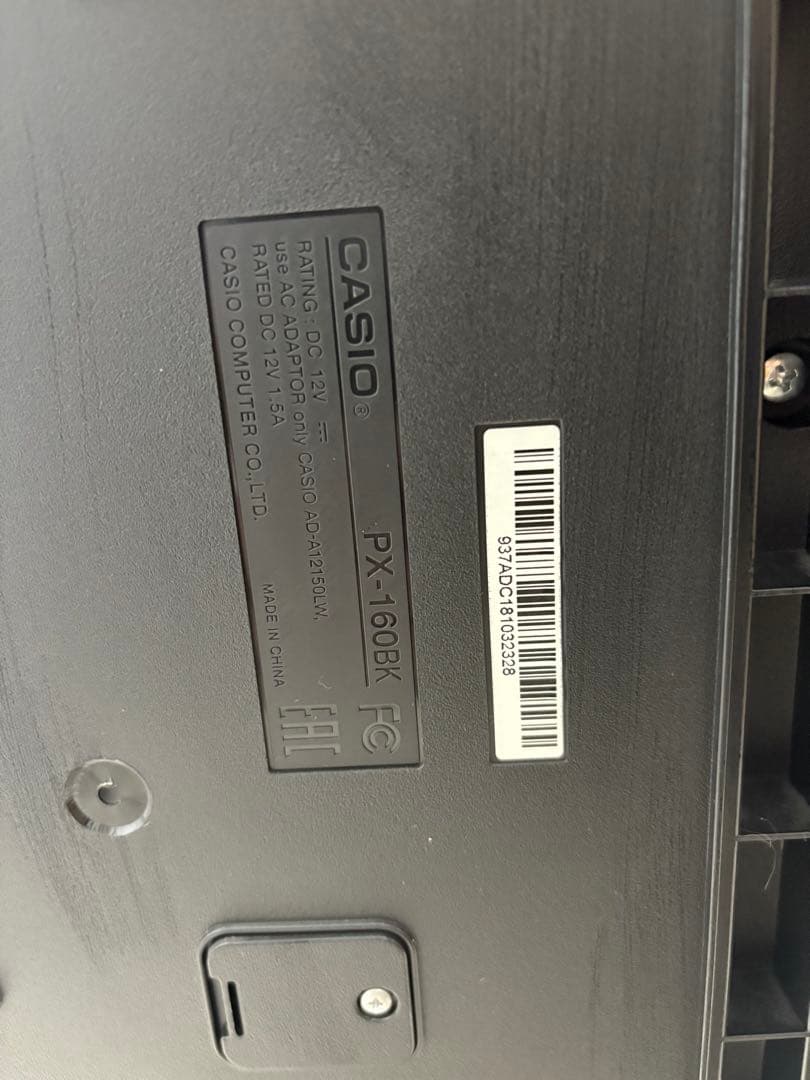 CASIO® PX-160BK
RATING : DC 12V ⎓
use AC ADAPTOR only CASIO AD-A12150LW,
RATED DC 12V 1.5A
CASIO COMPUTER CO.,LTD. MADE IN CHINA
FC
EAC
937ADC181032328